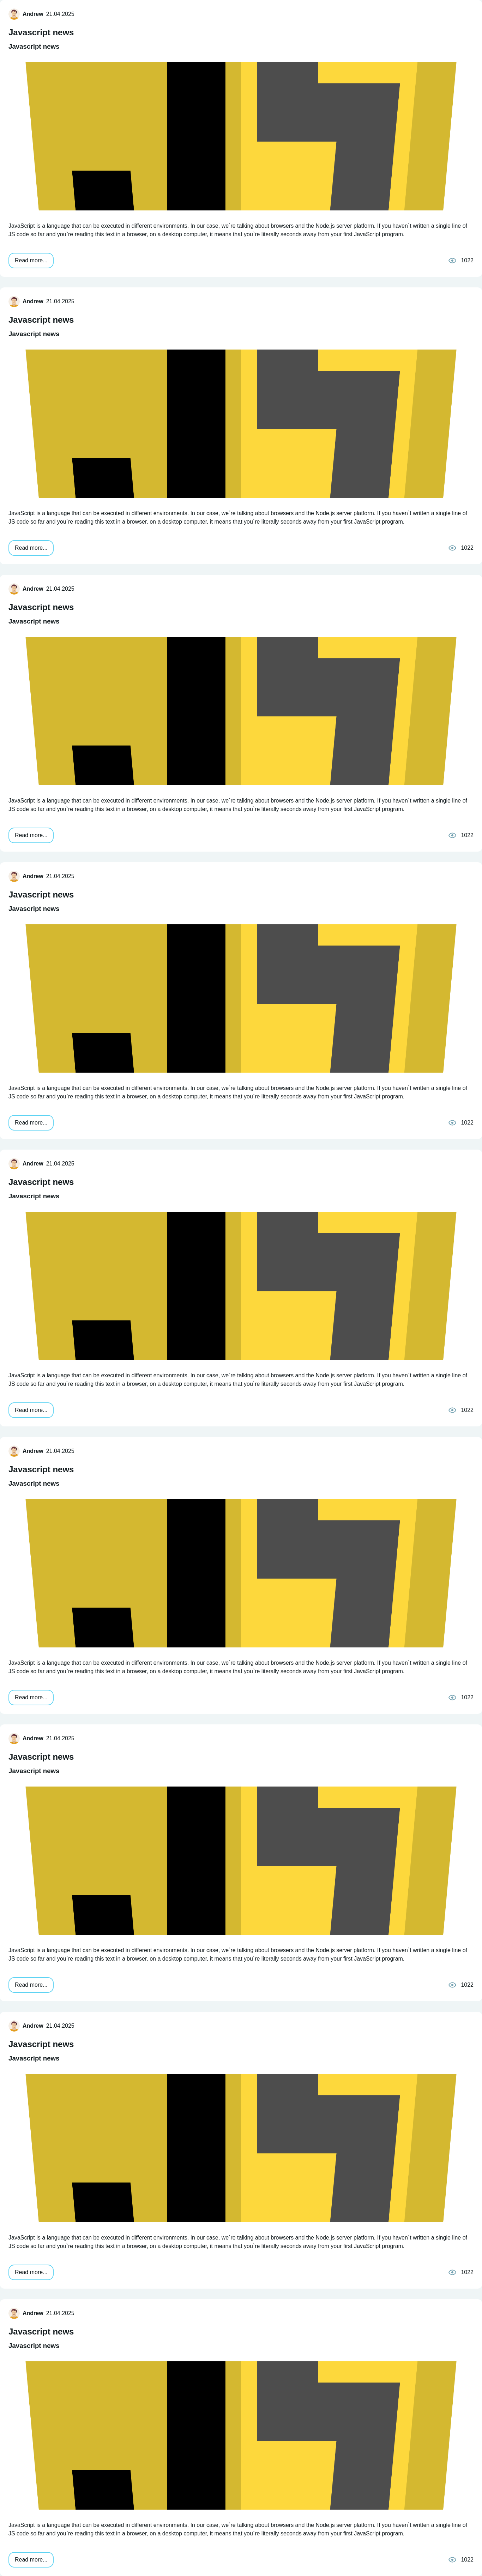 Andrew 21.04.2025
Javascript news
Javascript news
JavaScript is a language that can be executed in different environments. In our case, we`re talking about browsers and the Node.js server platform. If you haven`t written a single line of
JS code so far and you`re reading this text in a browser, on a desktop computer, it means that you`re literally seconds away from your first JavaScript program.
Read more... 1022
Andrew 21.04.2025
Javascript news
Javascript news
JavaScript is a language that can be executed in different environments. In our case, we`re talking about browsers and the Node.js server platform. If you haven`t written a single line of
JS code so far and you`re reading this text in a browser, on a desktop computer, it means that you`re literally seconds away from your first JavaScript program.
Read more... 1022
Andrew 21.04.2025
Javascript news
Javascript news
JavaScript is a language that can be executed in different environments. In our case, we`re talking about browsers and the Node.js server platform. If you haven`t written a single line of
JS code so far and you`re reading this text in a browser, on a desktop computer, it means that you`re literally seconds away from your first JavaScript program.
Read more... 1022
Andrew 21.04.2025
Javascript news
Javascript news
JavaScript is a language that can be executed in different environments. In our case, we`re talking about browsers and the Node.js server platform. If you haven`t written a single line of
JS code so far and you`re reading this text in a browser, on a desktop computer, it means that you`re literally seconds away from your first JavaScript program.
Read more... 1022
Andrew 21.04.2025
Javascript news
Javascript news
JavaScript is a language that can be executed in different environments. In our case, we`re talking about browsers and the Node.js server platform. If you haven`t written a single line of
JS code so far and you`re reading this text in a browser, on a desktop computer, it means that you`re literally seconds away from your first JavaScript program.
Read more... 1022
Andrew 21.04.2025
Javascript news
Javascript news
JavaScript is a language that can be executed in different environments. In our case, we`re talking about browsers and the Node.js server platform. If you haven`t written a single line of
JS code so far and you`re reading this text in a browser, on a desktop computer, it means that you`re literally seconds away from your first JavaScript program.
Read more... 1022
Andrew 21.04.2025
Javascript news
Javascript news
JavaScript is a language that can be executed in different environments. In our case, we`re talking about browsers and the Node.js server platform. If you haven`t written a single line of
JS code so far and you`re reading this text in a browser, on a desktop computer, it means that you`re literally seconds away from your first JavaScript program.
Read more... 1022
Andrew 21.04.2025
Javascript news
Javascript news
JavaScript is a language that can be executed in different environments. In our case, we`re talking about browsers and the Node.js server platform. If you haven`t written a single line of
JS code so far and you`re reading this text in a browser, on a desktop computer, it means that you`re literally seconds away from your first JavaScript program.
Read more... 1022
Andrew 21.04.2025
Javascript news
Javascript news
JavaScript is a language that can be executed in different environments. In our case, we`re talking about browsers and the Node.js server platform. If you haven`t written a single line of
JS code so far and you`re reading this text in a browser, on a desktop computer, it means that you`re literally seconds away from your first JavaScript program.
Read more... 1022